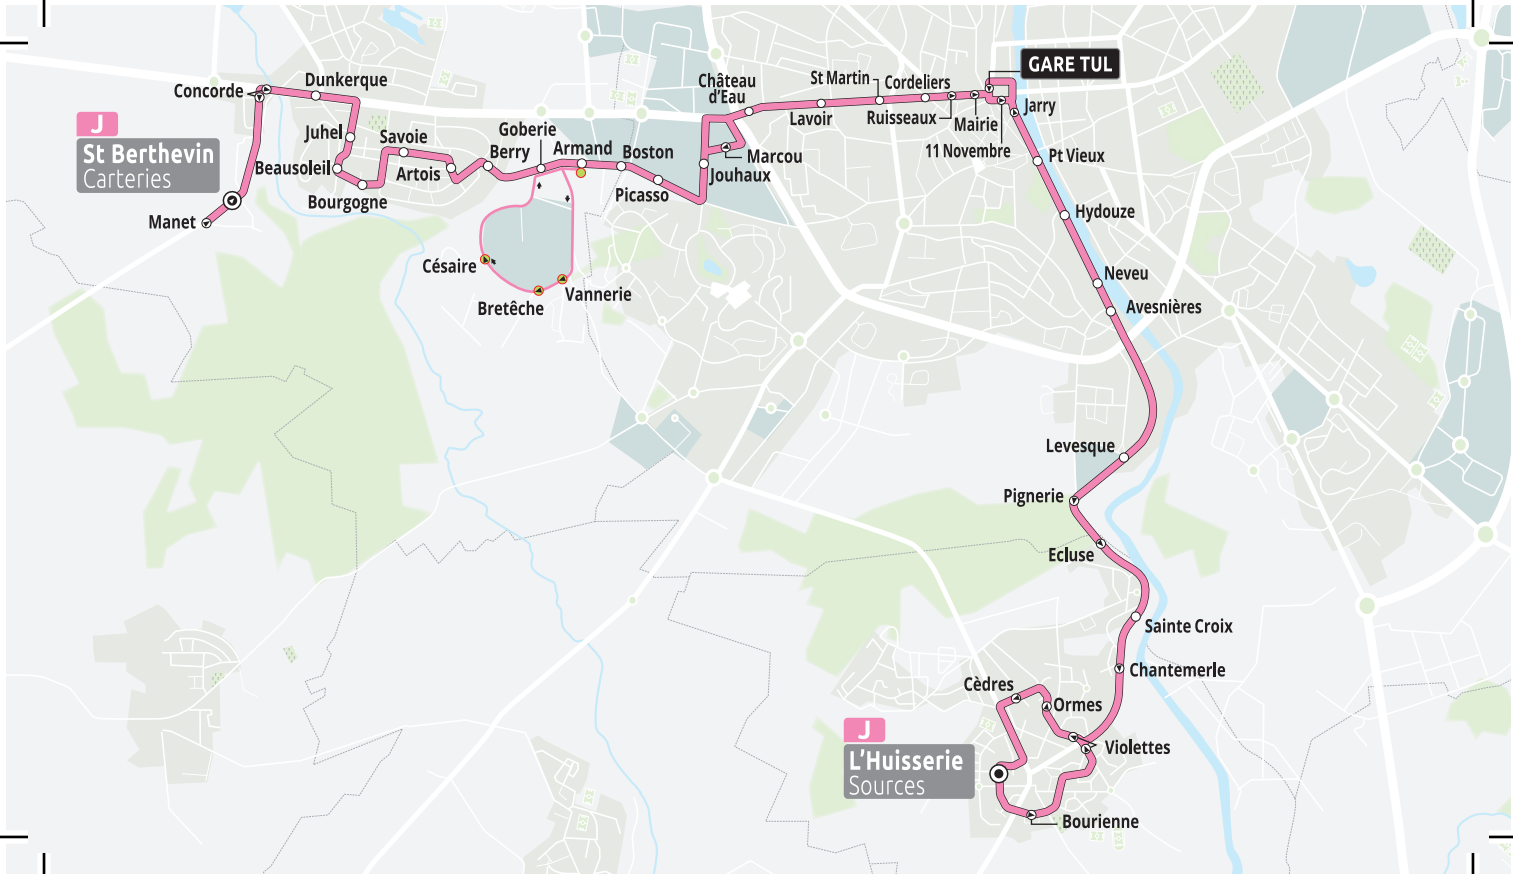 Concorde
Dunkerque
J
St Berthevin
Carteries
Manet
Juhel
Beausoleil
Bourgogne
Savoie
Artois
Berry
Goberie
Armand
Boston
Picasso
Césaire
Bretêche
Vannerie
Château
d'Eau
Marcou
Jouhaux
Lavoir
St Martin
Cordeliers
Ruisseaux
Mairie
11 Novembre
GARE TUL
Jarry
Pt Vieux
Hydouze
Neveu
Avesnières
Levesque
Pignerie
Ecluse
Sainte Croix
Chantemerle
Cèdres
Ormes
Violettes
J
L'Huisserie
Sources
Bourienne